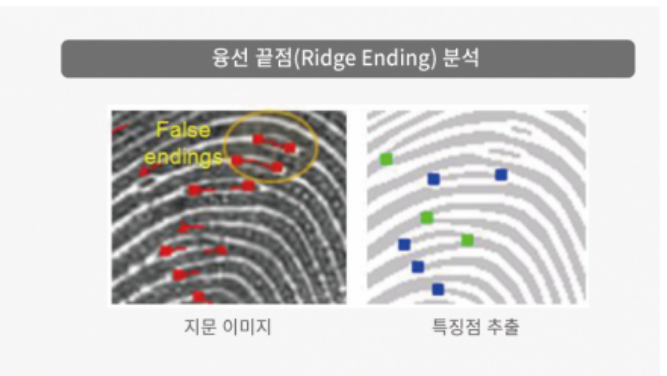 융선 끝점(Ridge Ending) 분석
False
endings
지문 이미지
특징점 추출